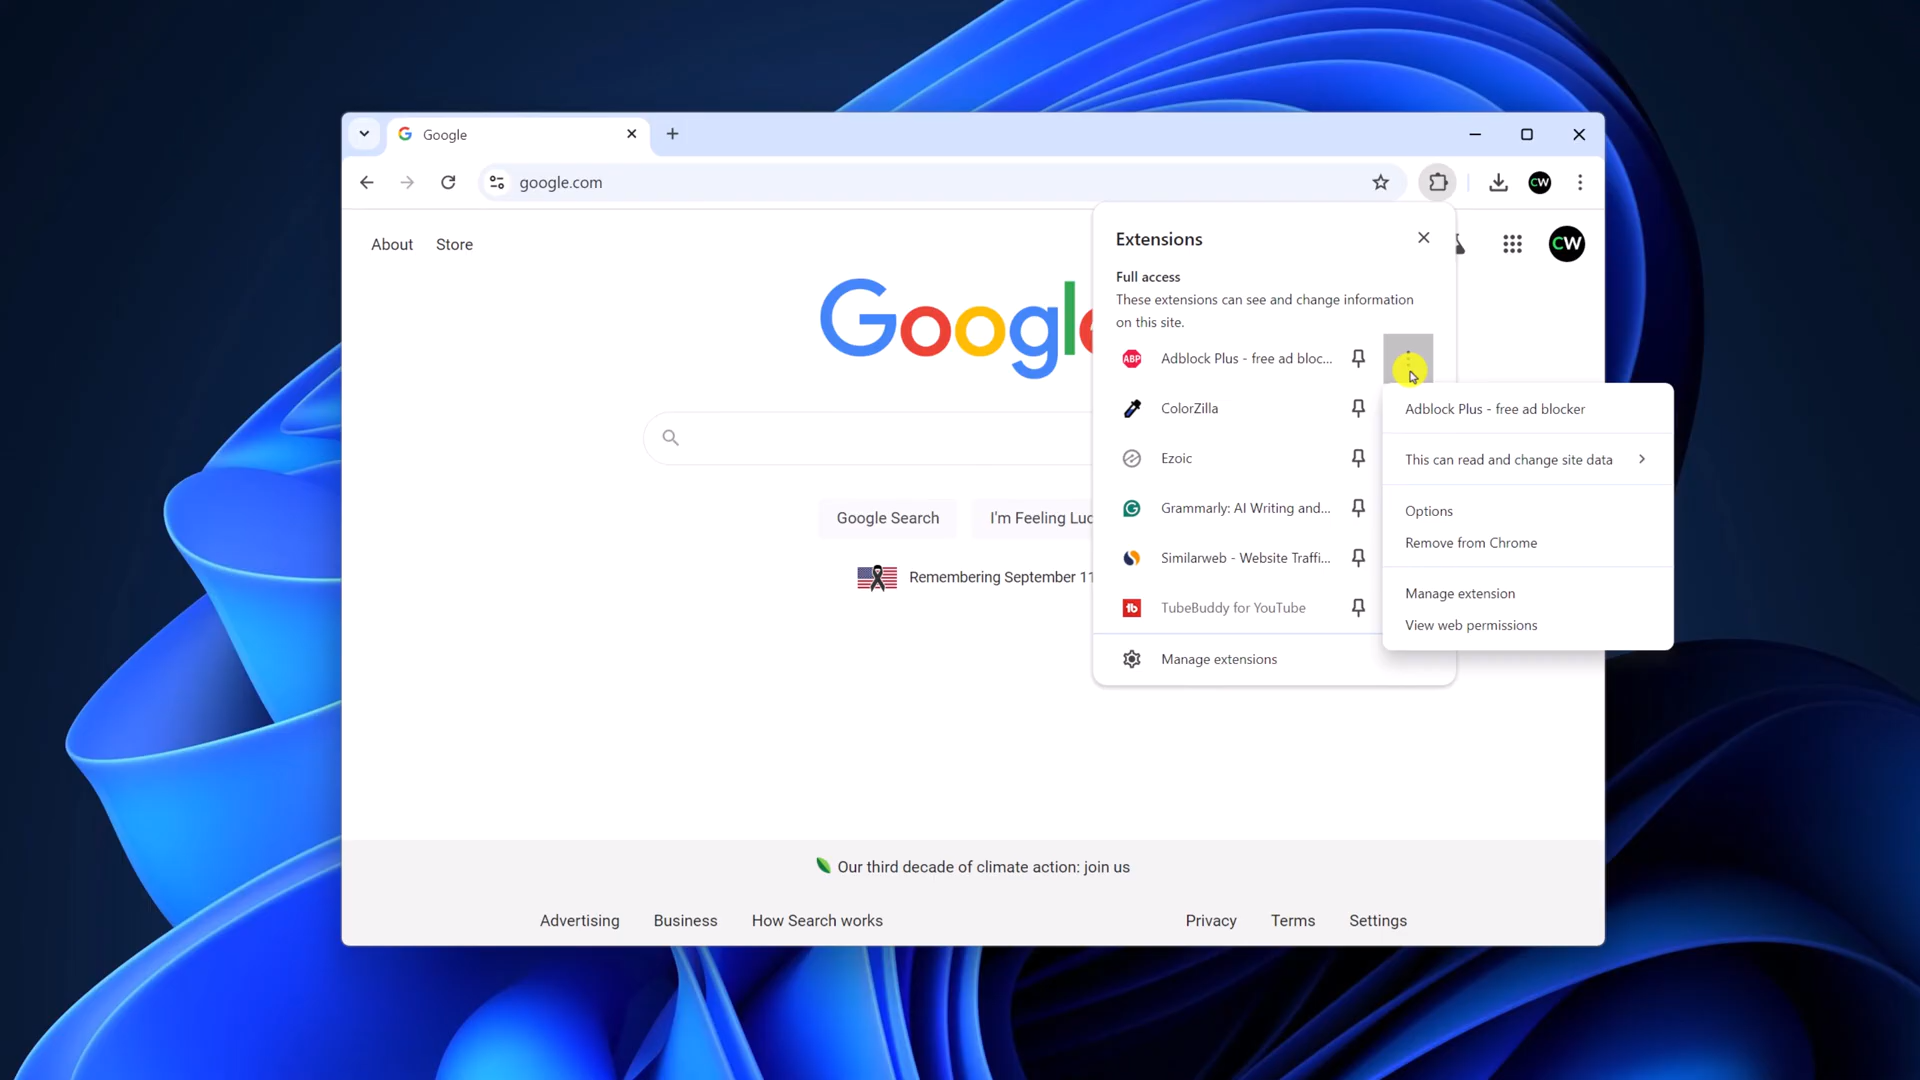 Google
google.com
CW
About
Store
CW
Google
Google Search
I'm Feeling Luc
Remembering September 11
Extensions
Full access
These extensions can see and change information
on this site.
ABP
Adblock Plus - free ad bloc...
ColorZilla
Ezoic
Grammarly: AI Writing and...
Similarweb - Website Traffi...
TubeBuddy for YouTube
Manage extensions
Adblock Plus - free ad blocker
This can read and change site data
Options
Remove from Chrome
Manage extension
View web permissions
Our third decade of climate action: join us
Advertising
Business
How Search works
Privacy
Terms
Settings